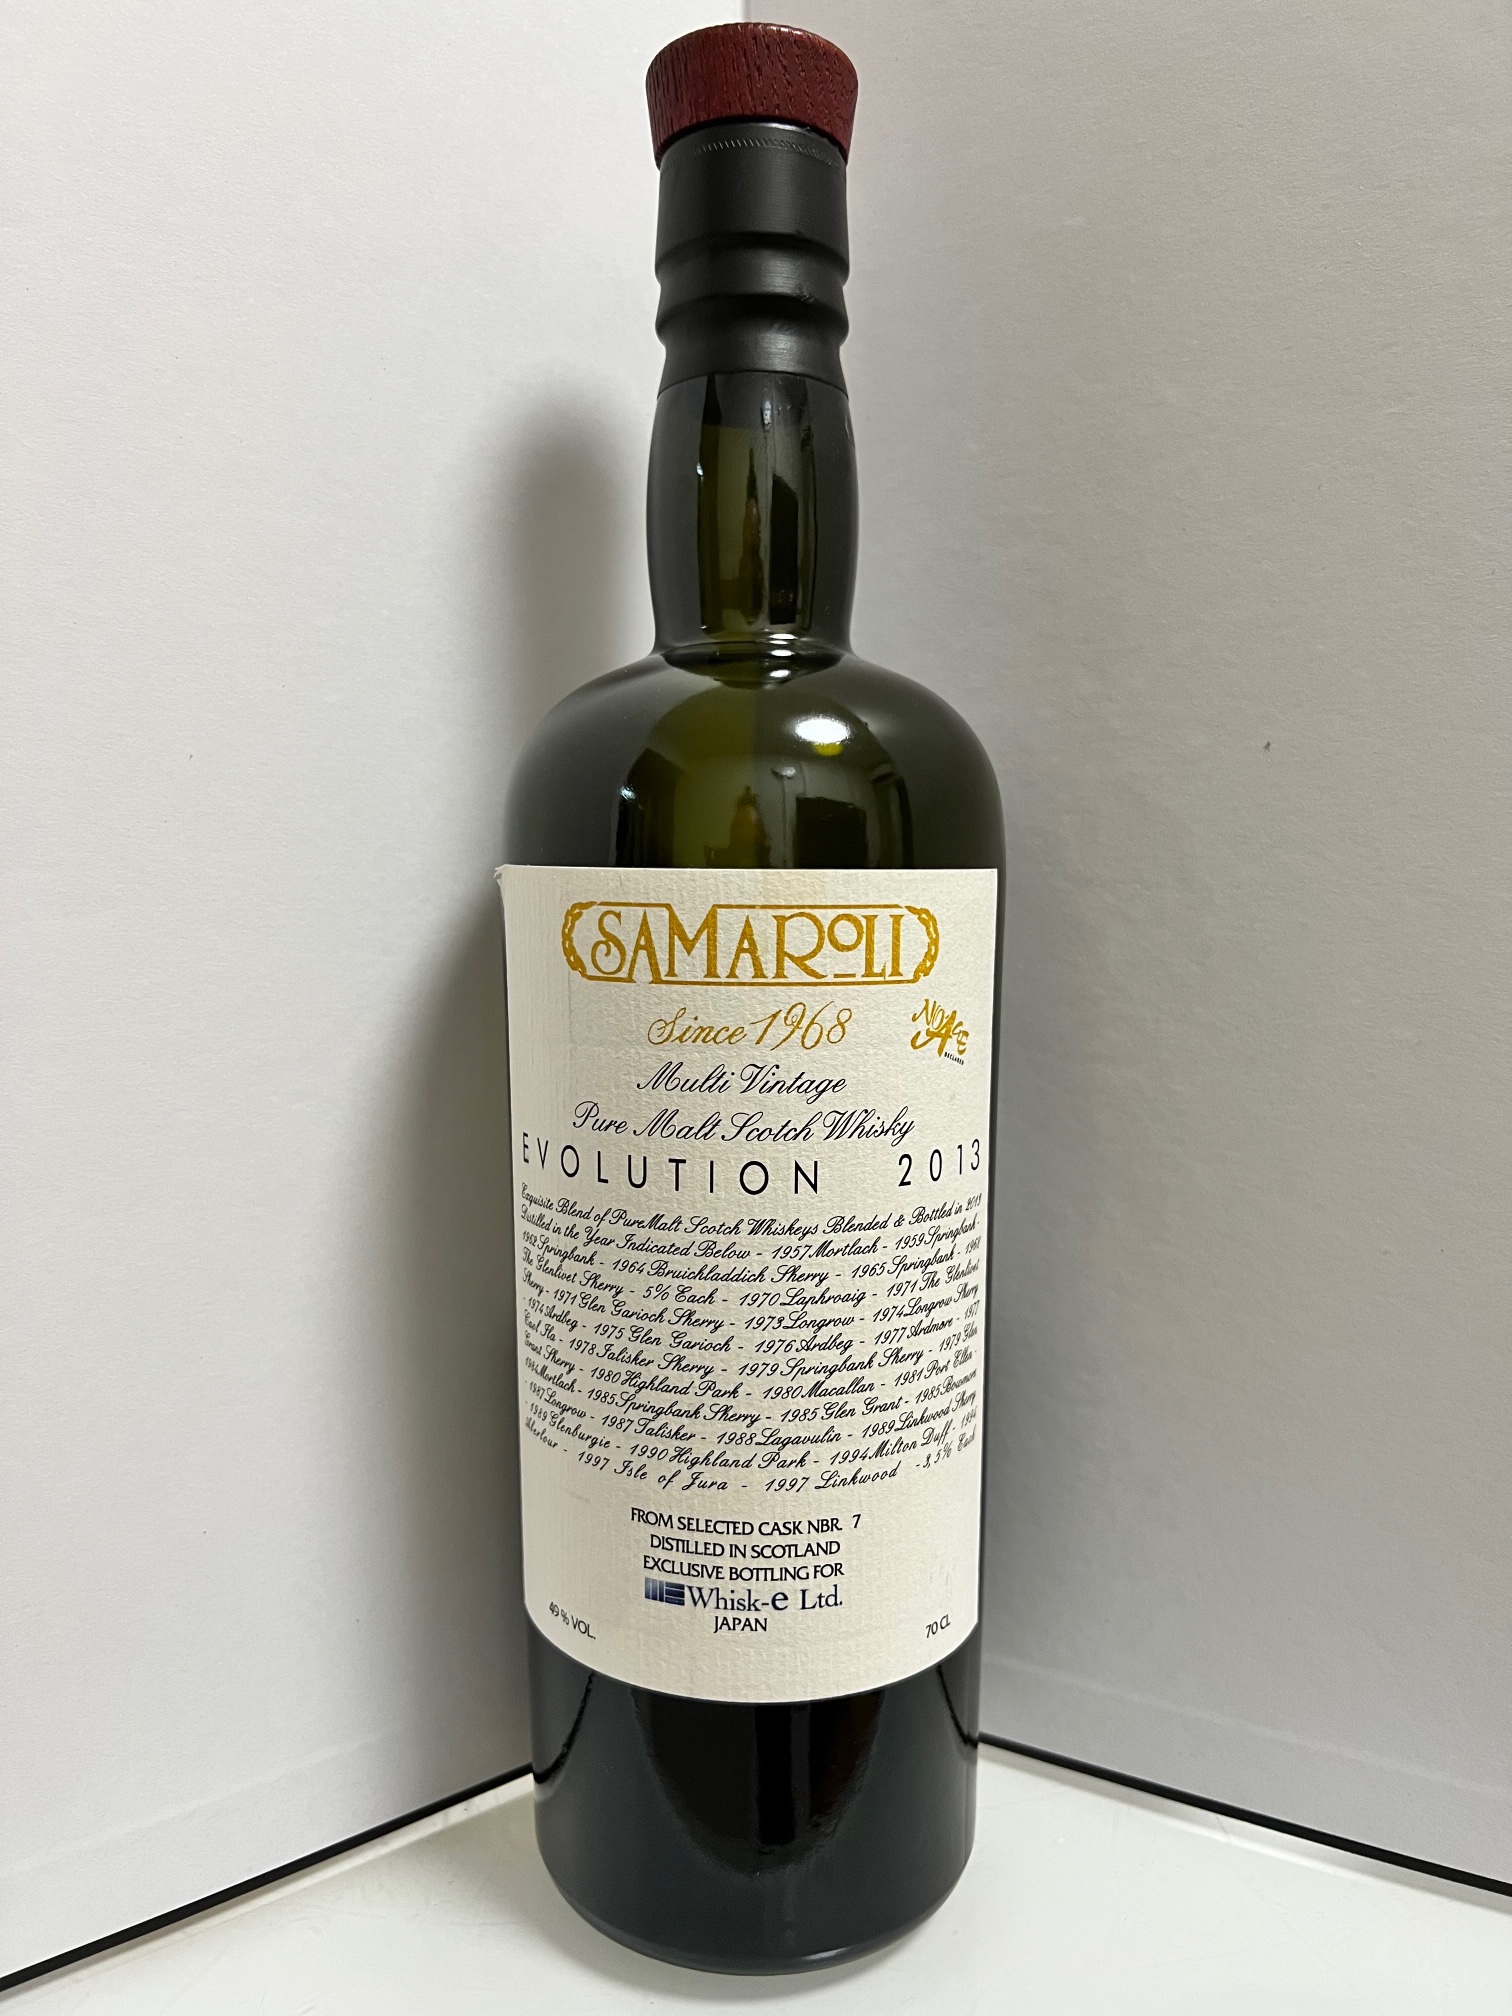 SAMAROLI
Since 1968
NO AGE
DECLARED
Multi Vintage
Pure Malt Scotch Whisky
EVOLUTION 2013
Exquisite Blend of PureMalt Scotch Whiskeys Blended & Bottled in 2013
Distilled in the Year Indicated Below - 1957 Mortlach - 1959 Springbank -
1962 Springbank - 1964 Bruichladdich Sherry - 1965 Springbank - 1968
The Glenlivet Sherry - 5% Each - 1970 Laphroaig - 1971 The Glenlivet
Sherry - 1971 Glen Garioch Sherry - 1973 Longrow - 1974 Longrow Sherry
- 1974 Ardbeg - 1975 Glen Garioch - 1976 Ardbeg - 1977 Ardmore - 1977
Caol Ila - 1978 Talisker Sherry - 1979 Springbank Sherry - 1979 Glen
Grant Sherry - 1980 Highland Park - 1980 Macallan - 1981 Port Ellen -
1984 Mortlach - 1985 Springbank Sherry - 1985 Glen Grant - 1985 Bowmore
- 1987 Longrow - 1987 Talisker - 1988 Lagavulin - 1989 Linkwood Sherry
- 1989 Glenburgie - 1990 Highland Park - 1994 Milton Duff - 1994
Aberlour - 1997 Isle of Jura - 1997 Linkwood - 3,5% Each
FROM SELECTED CASK NBR. 7
DISTILLED IN SCOTLAND
EXCLUSIVE BOTTLING FOR
Whisk-e Ltd.
JAPAN
49 % VOL.
70 CL